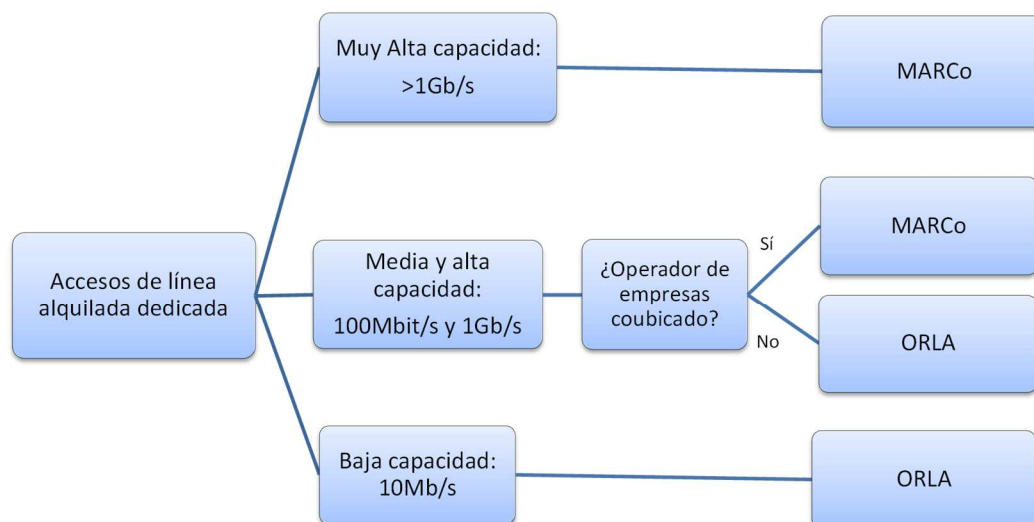 Muy Alta capacidad:
>1Gb/s
MARCo
Accesos de línea
alquilada dedicada
Media y alta
capacidad:
100Mbit/s y 1Gb/s
¿Operador de
empresas
coubicado?
Sí
MARCo
No
ORLA
Baja capacidad:
10Mb/s
ORLA